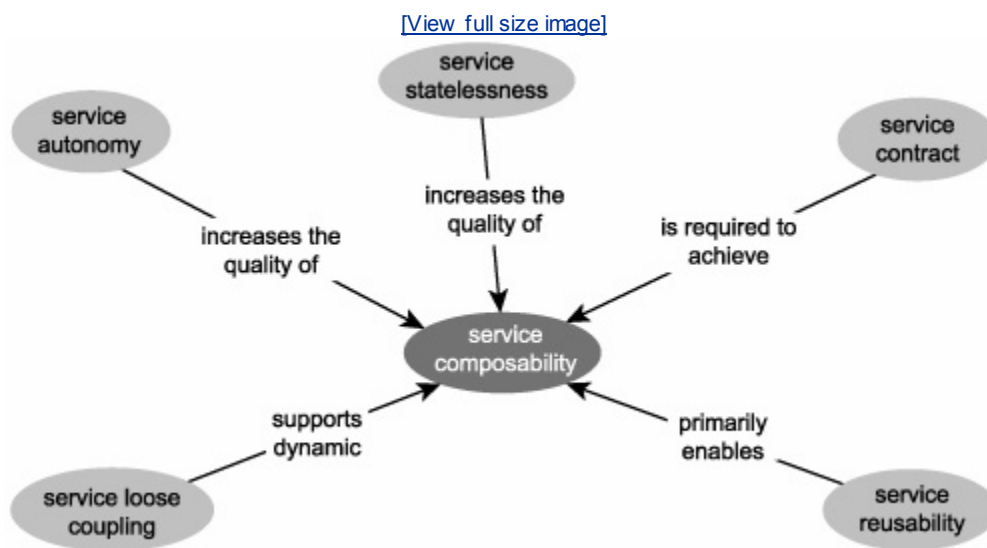 [View full size image]
service
statelessness
service
autonomy
service
contract
increases the
quality of
increases the
quality of
is required to
achieve
service
composability
supports
dynamic
primarily
enables
service loose
coupling
service
reusability